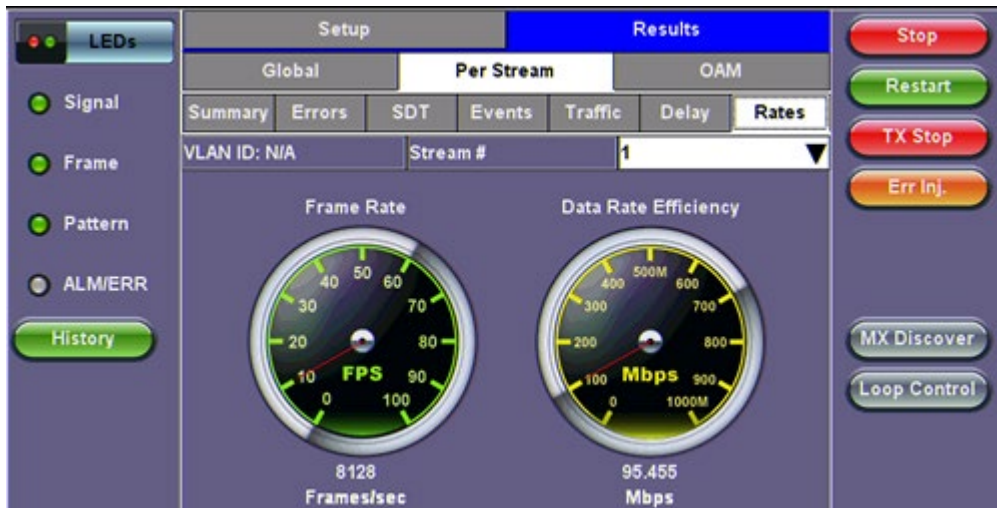 LEDs
Signal
Frame
Pattern
ALM/ERR
History
Setup Results
Global Per Stream OAM
Summary Errors SDT Events Traffic Delay Rates
VLAN ID: N/A Stream # 1
Frame Rate
0 10 20 30 40 50 60 70 80 90 100
FPS
8128
Frames/sec
Data Rate Efficiency
0 100 200 300 400 500M 600 700 800 900 1000M
Mbps
95.455
Mbps
Stop
Restart
TX Stop
Err Inj.
MX Discover
Loop Control